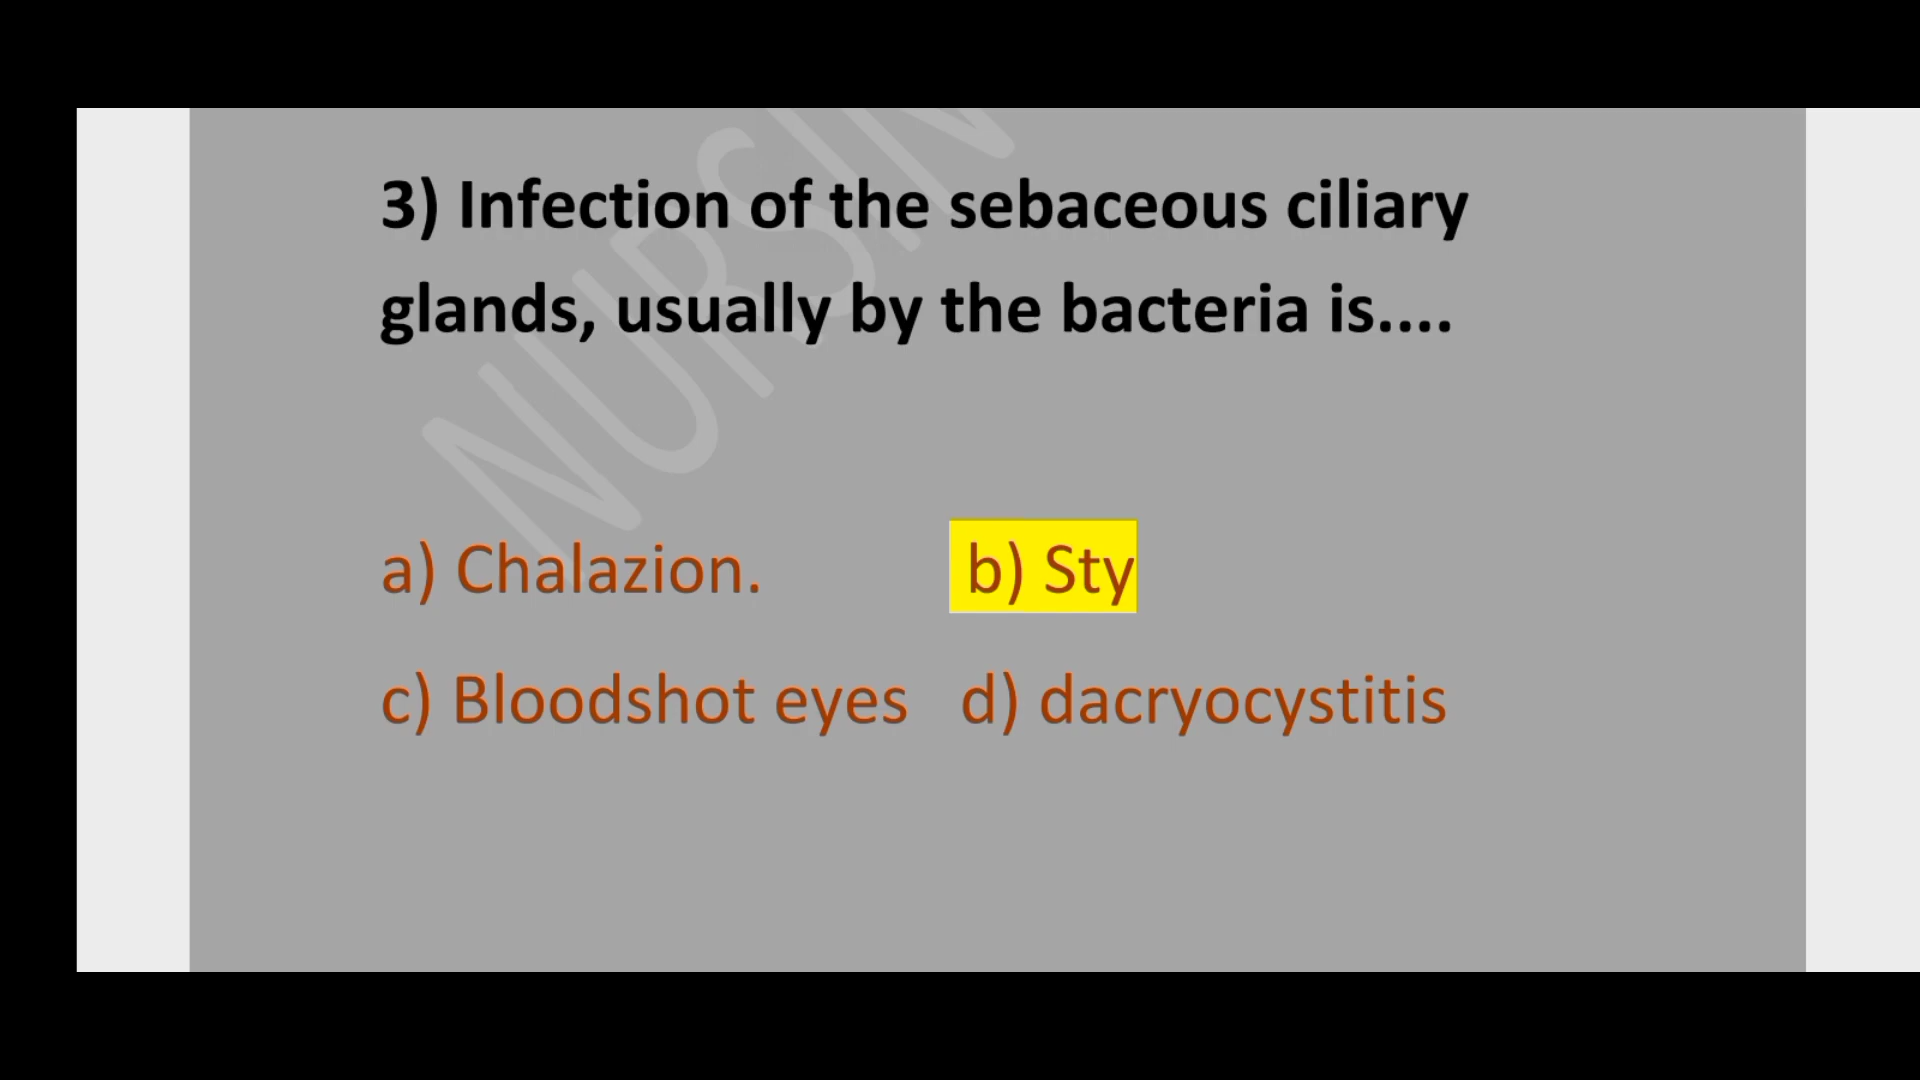 3) Infection of the sebaceous ciliary
glands, usually by the bacteria is....
a) Chalazion. b) Sty
c) Bloodshot eyes d) dacryocystitis